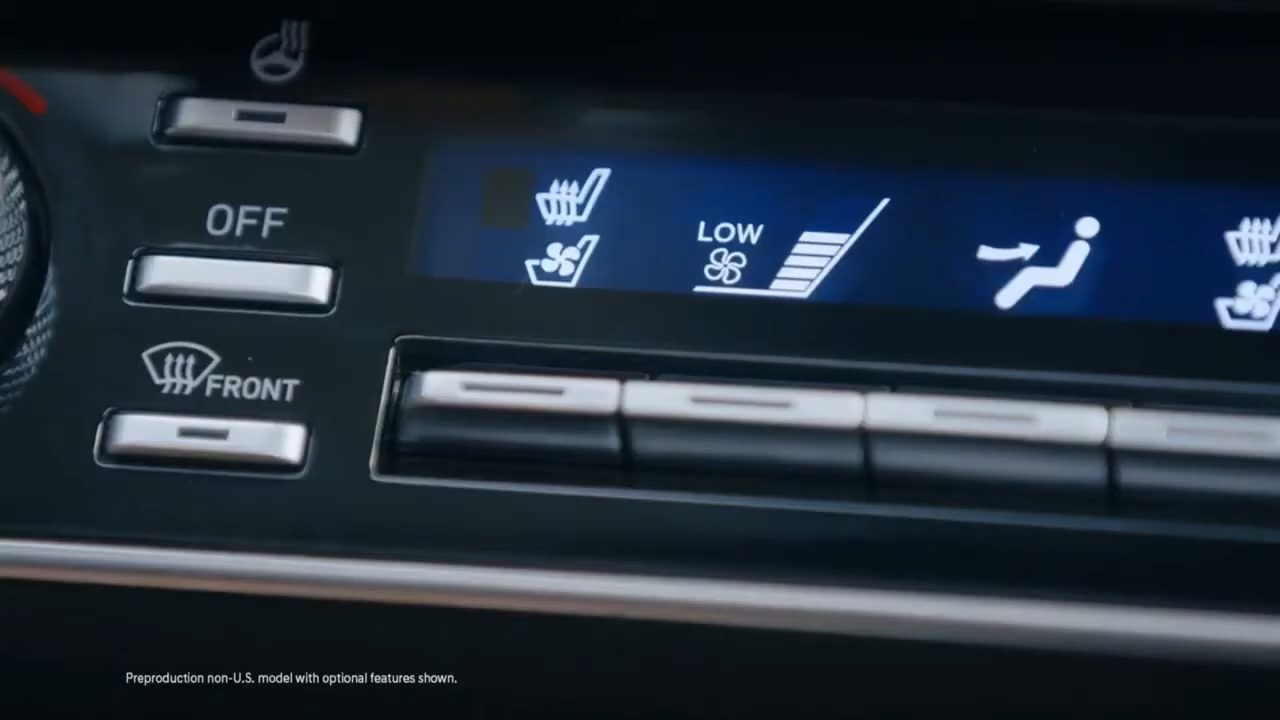 OFF
LOW
FRONT
Preproduction non-U.S. model with optional features shown.